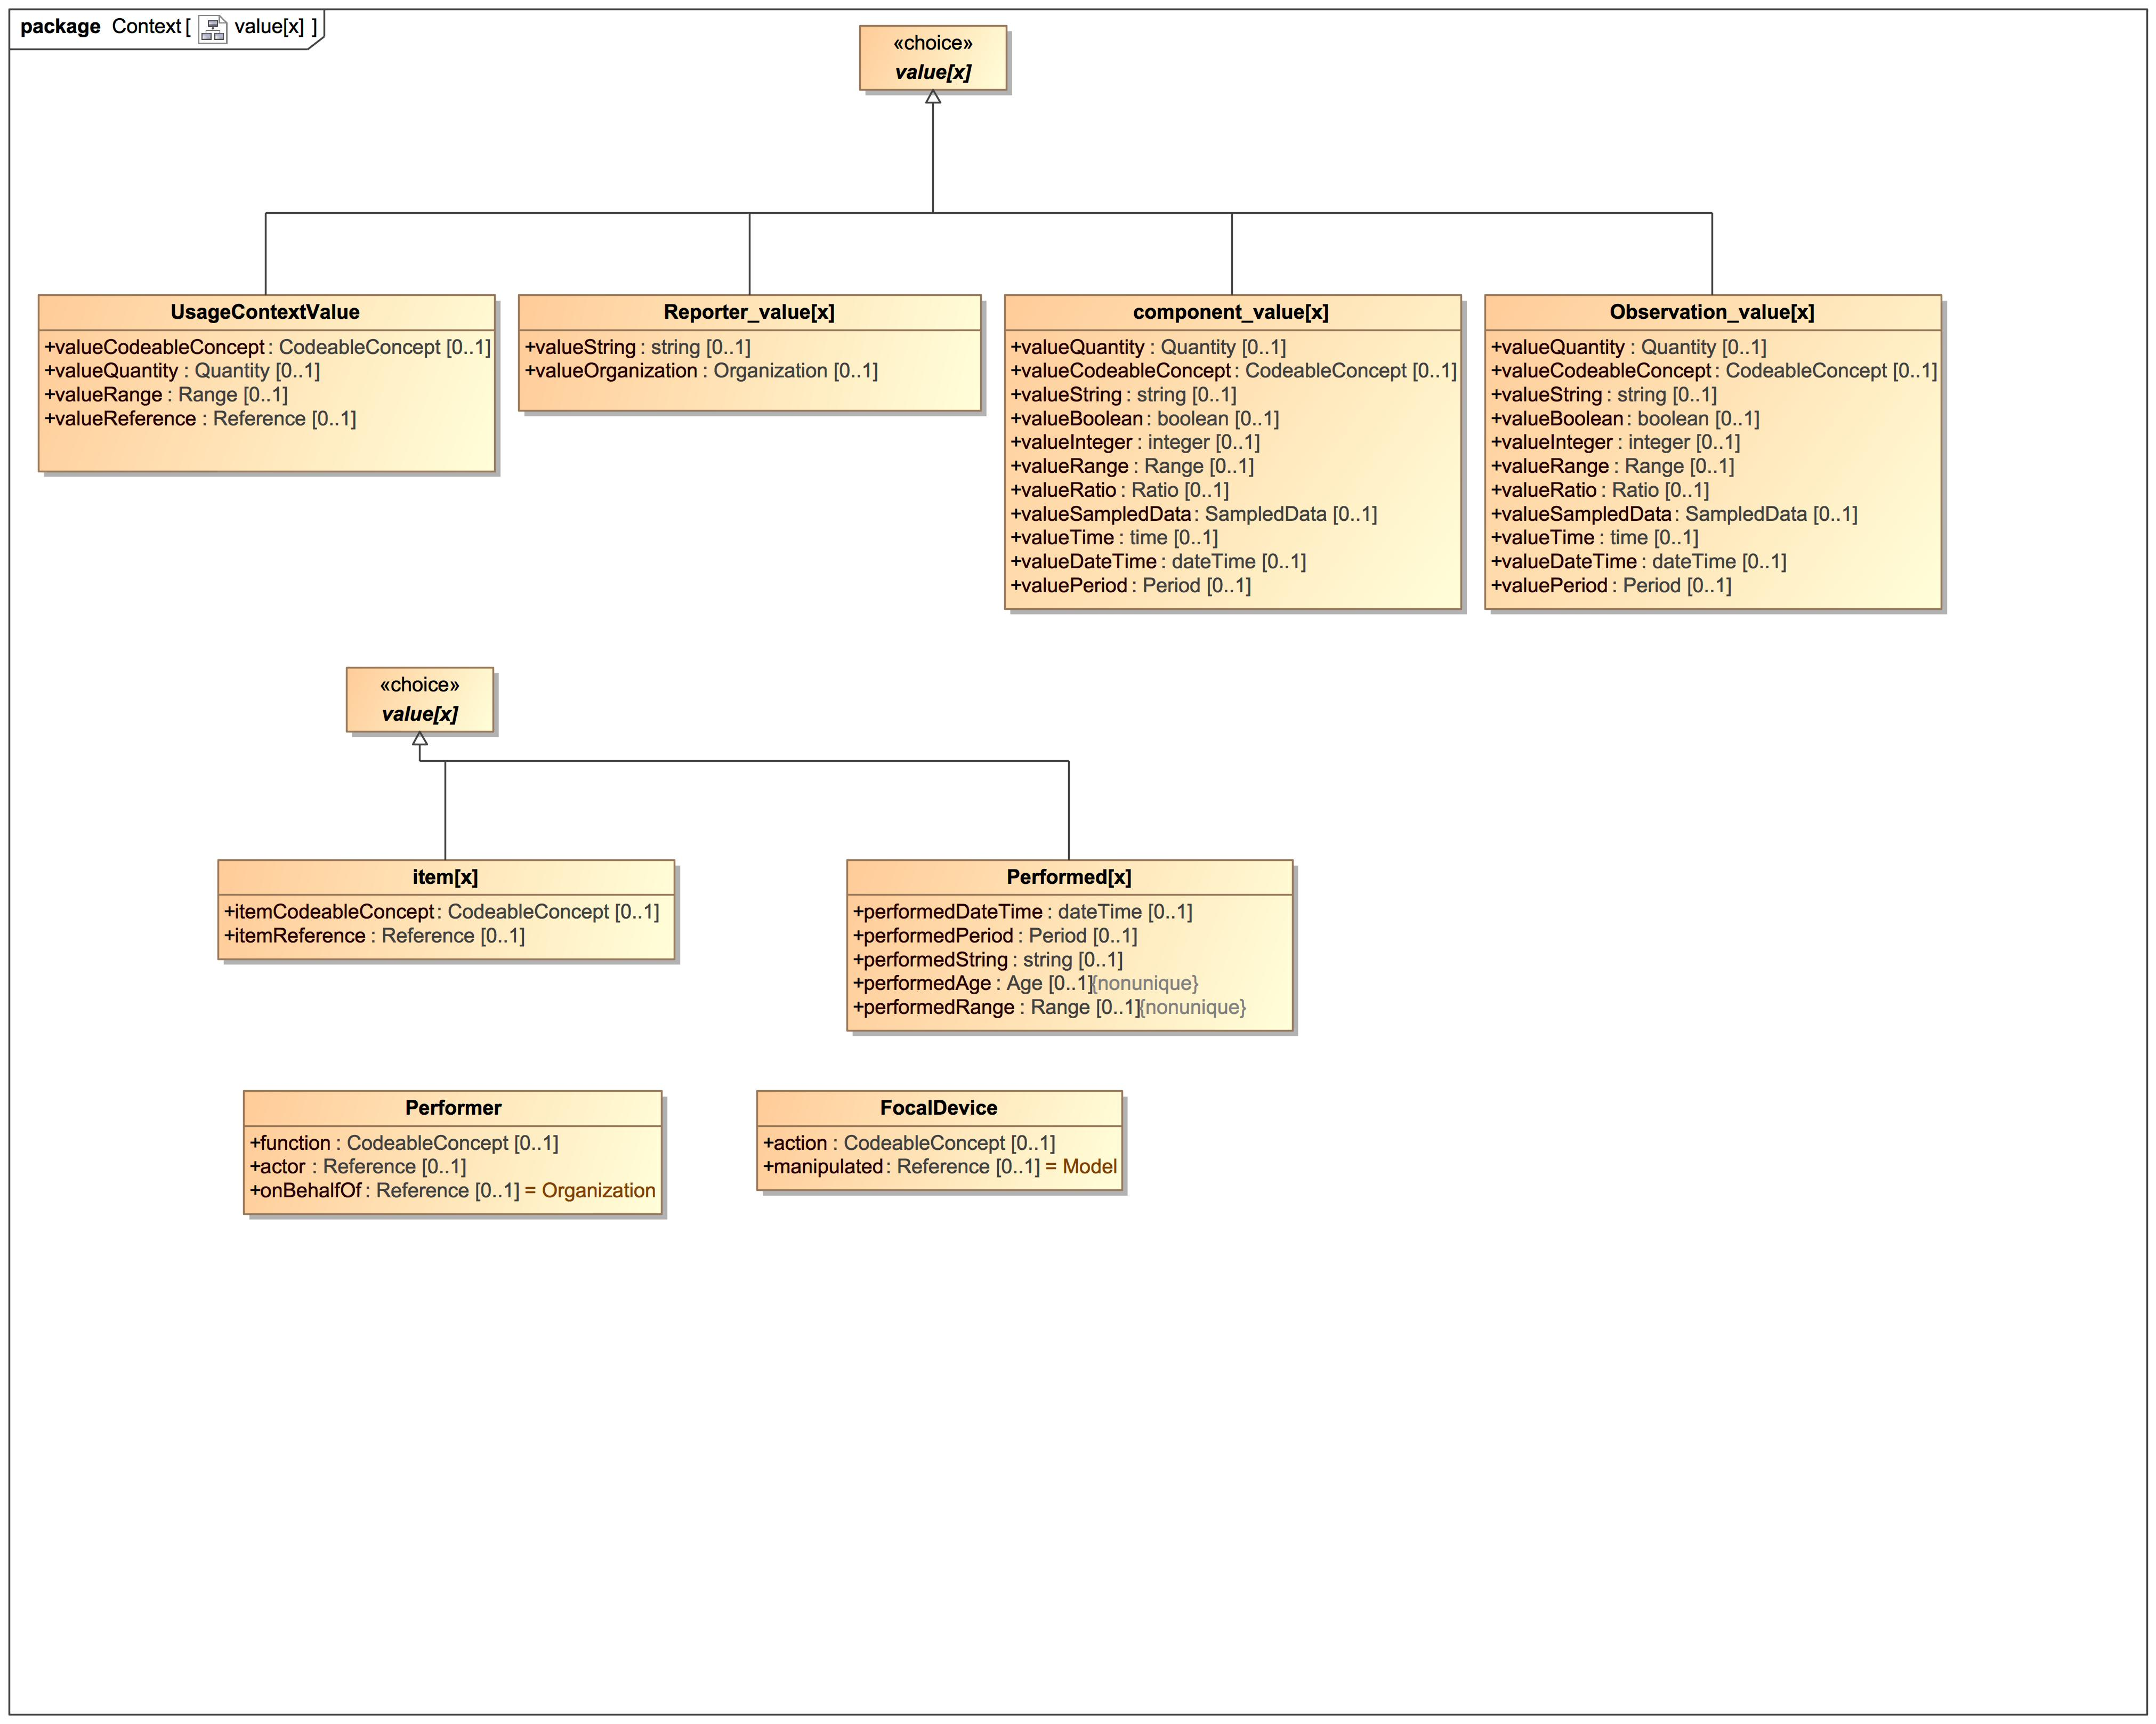 package Context [ value[x] ]
«choice»
value[x]
UsageContextValue
+valueCodeableConcept : CodeableConcept [0..1]
+valueQuantity : Quantity [0..1]
+valueRange : Range [0..1]
+valueReference : Reference [0..1]
Reporter_value[x]
+valueString : string [0..1]
+valueOrganization : Organization [0..1]
component_value[x]
+valueQuantity : Quantity [0..1]
+valueCodeableConcept : CodeableConcept [0..1]
+valueString : string [0..1]
+valueBoolean : boolean [0..1]
+valueInteger : integer [0..1]
+valueRange : Range [0..1]
+valueRatio : Ratio [0..1]
+valueSampledData : SampledData [0..1]
+valueTime : time [0..1]
+valueDateTime : dateTime [0..1]
+valuePeriod : Period [0..1]
Observation_value[x]
+valueQuantity : Quantity [0..1]
+valueCodeableConcept : CodeableConcept [0..1]
+valueString : string [0..1]
+valueBoolean : boolean [0..1]
+valueInteger : integer [0..1]
+valueRange : Range [0..1]
+valueRatio : Ratio [0..1]
+valueSampledData : SampledData [0..1]
+valueTime : time [0..1]
+valueDateTime : dateTime [0..1]
+valuePeriod : Period [0..1]
«choice»
value[x]
item[x]
+itemCodeableConcept : CodeableConcept [0..1]
+itemReference : Reference [0..1]
Performed[x]
+performedDateTime : dateTime [0..1]
+performedPeriod : Period [0..1]
+performedString : string [0..1]
+performedAge : Age [0..1]{nonunique}
+performedRange : Range [0..1]{nonunique}
Performer
+function : CodeableConcept [0..1]
+actor : Reference [0..1]
+onBehalfOf : Reference [0..1] = Organization
FocalDevice
+action : CodeableConcept [0..1]
+manipulated : Reference [0..1] = Model